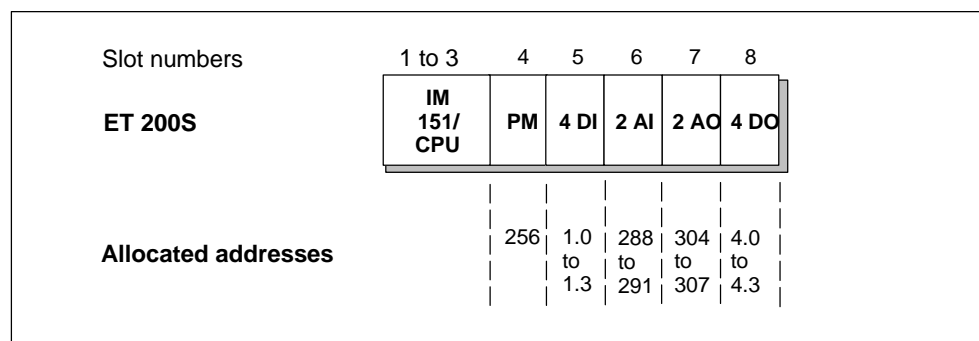 Slot numbers 1 to 3 4 5 6 7 8
ET 200S IM 151/ CPU PM 4 DI 2 AI 2 AO 4 DO
Allocated addresses 256 1.0 to 1.3 288 to 291 304 to 307 4.0 to 4.3